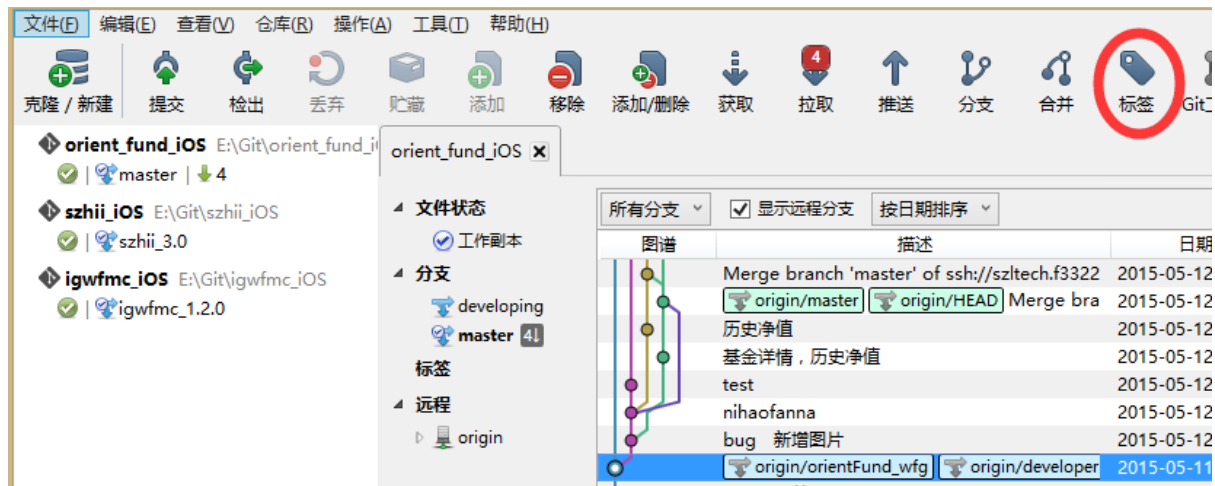 文件(F) 编辑(E) 查看(V) 仓库(R) 操作(A) 工具(T) 帮助(H)
4
克隆 / 新建 提交 检出 丢弃 贮藏 添加 移除 添加/删除 获取 拉取 推送 分支 合并 标签 Git
orient_fund_iOS E:\Git\orient_fund_i
master 4
szhii_iOS E:\Git\szhii_iOS
szhii_3.0
igwfmc_iOS E:\Git\igwfmc_iOS
igwfmc_1.2.0
orient_fund_iOS
文件状态
工作副本
分支
developing
master 4↓
标签
远程
origin
所有分支 显示远程分支 按日期排序
图谱 描述 日期
Merge branch 'master' of ssh://szltech.f3322 2015-05-12
origin/master origin/HEAD Merge bra 2015-05-12
历史净值 2015-05-12
基金详情，历史净值 2015-05-12
test 2015-05-12
nihaofanna 2015-05-12
bug 新增图片 2015-05-12
origin/orientFund_wfg origin/developer 2015-05-11